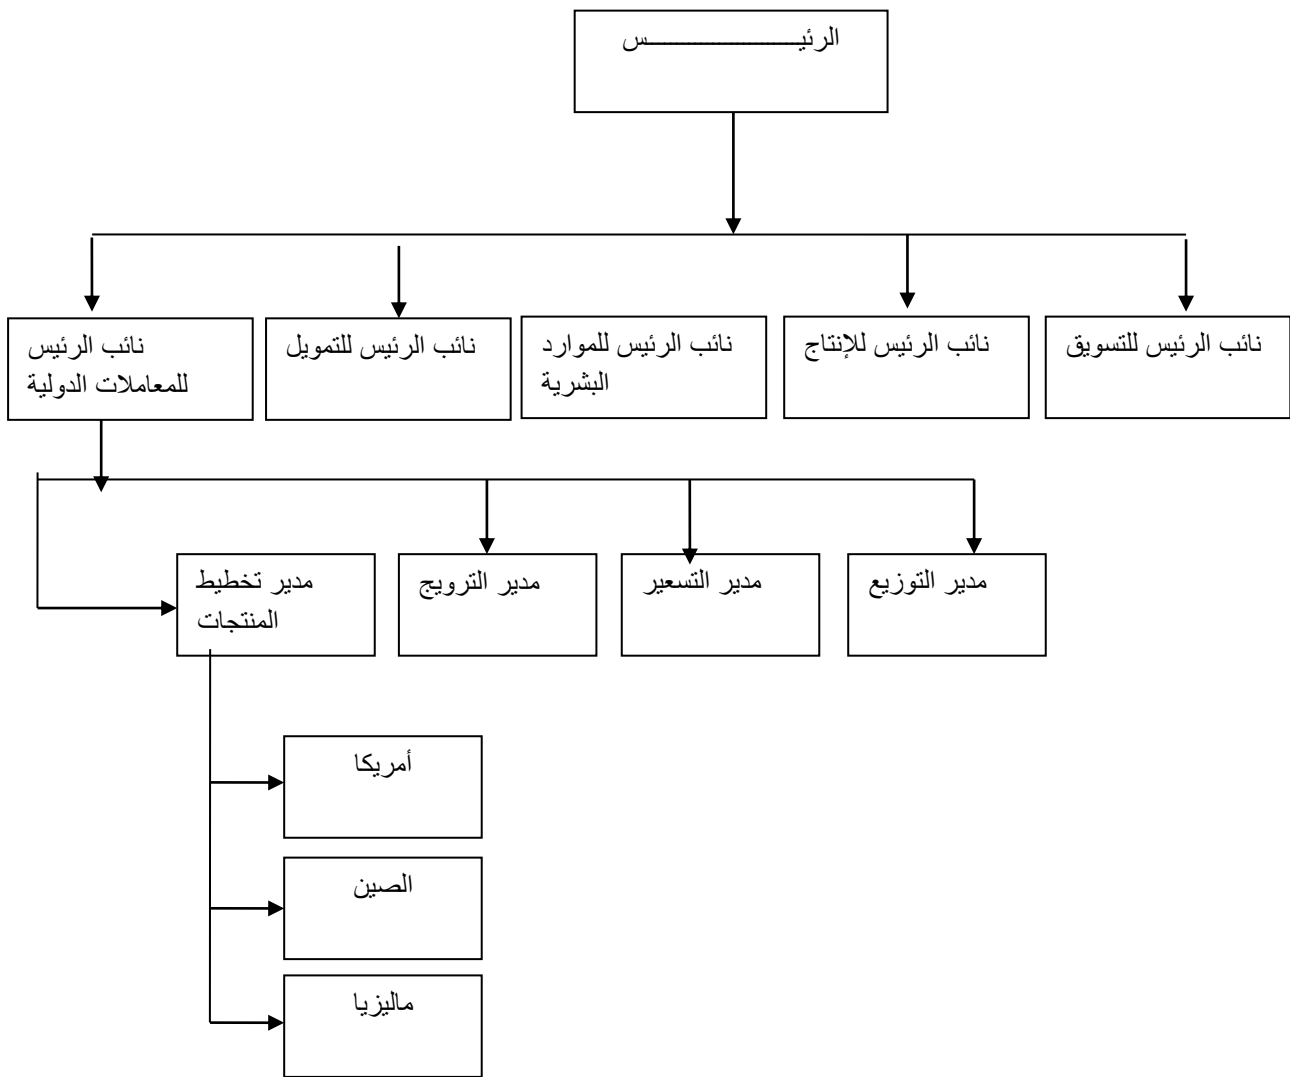 الرئيـــــــــــــــس
نائب الرئيس للتسويق
نائب الرئيس للإنتاج
نائب الرئيس للموارد
البشرية
نائب الرئيس للتمويل
نائب الرئيس
للمعاملات الدولية
مدير التوزيع
مدير التسعير
مدير الترويج
مدير تخطيط
المنتجات
أمريكا
الصين
ماليزيا